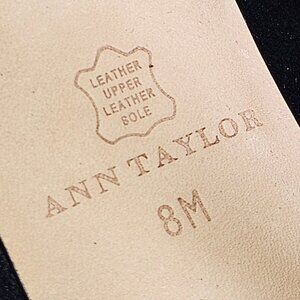 LEATHER
UPPER
LEATHER
SOLE
ANN TAYLOR
8M